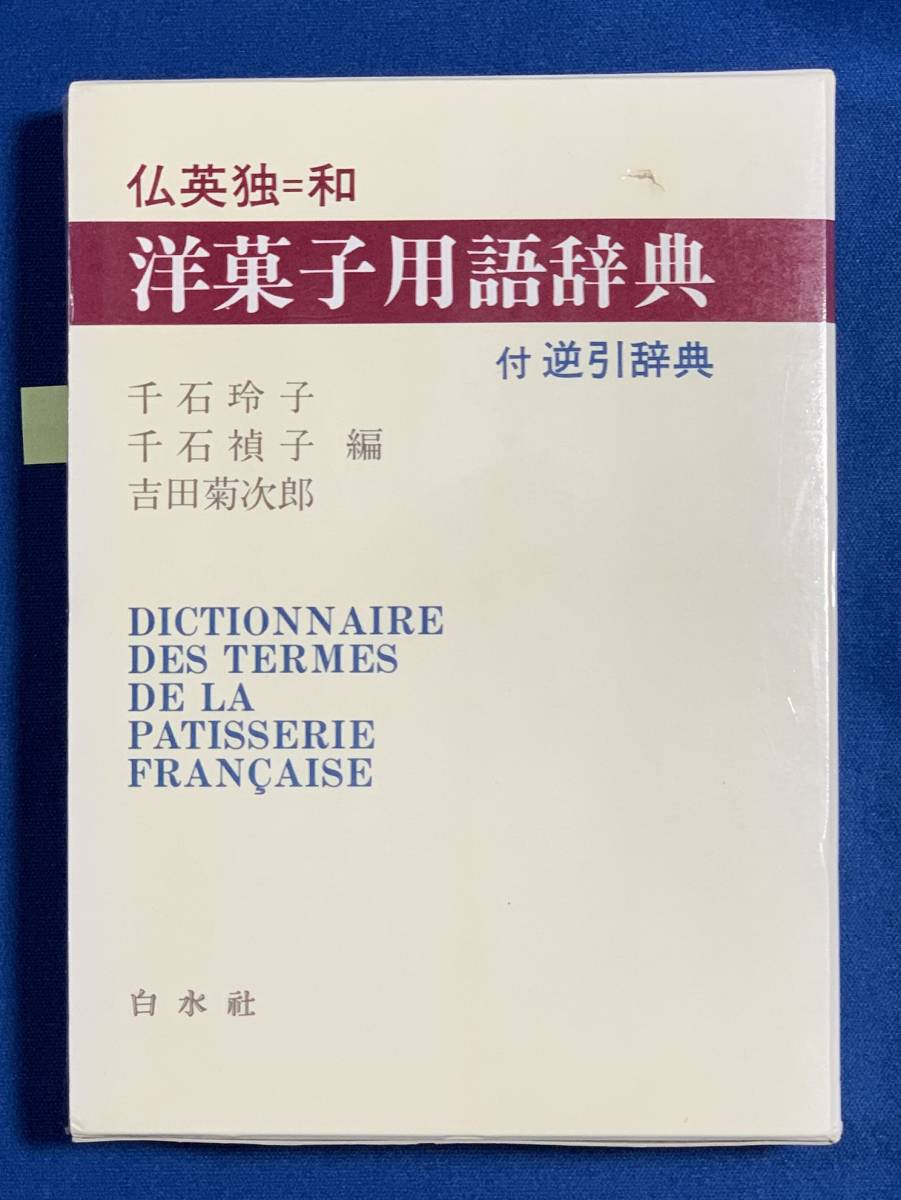 仏英独=和
洋菓子用語辞典
付 逆引辞典
千石玲子
千石禎子 編
吉田菊次郎
DICTIONNAIRE
DES TERMES
DE LA
PATISSERIE
FRANÇAISE
白水社